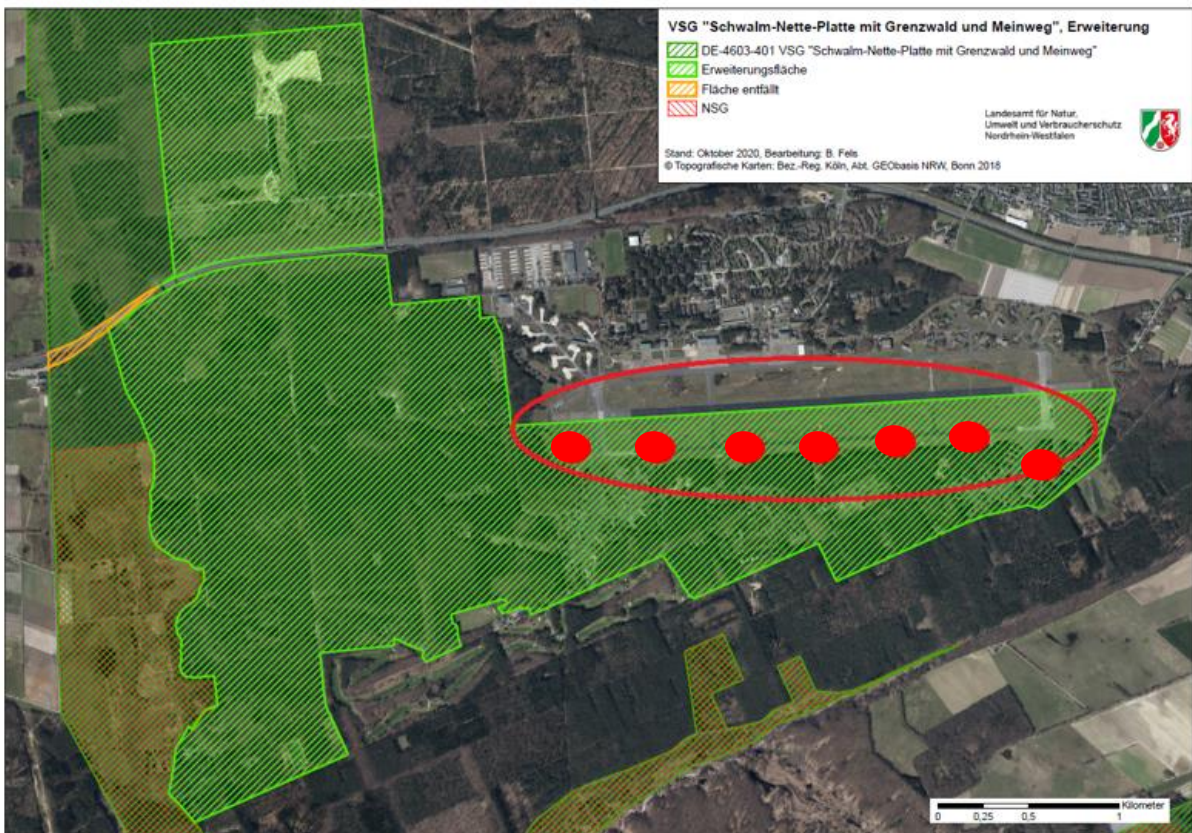 VSG "Schwalm-Nette-Platte mit Grenzwald und Meinweg", Erweiterung
DE-4603-401 VSG "Schwalm-Nette-Platte mit Grenzwald und Meinweg"
Erweiterungsfläche
Fläche entfällt
NSG
Landesamt für Natur,
Umwelt und Verbraucherschutz
Nordrhein-Westfalen
Stand: Oktober 2020, Bearbeitung: B. Fels
© Topografische Karten: Bez.-Reg. Köln, Abt. GEObasis NRW, Bonn 2018
Kilometer
0 0,25 0,5 1